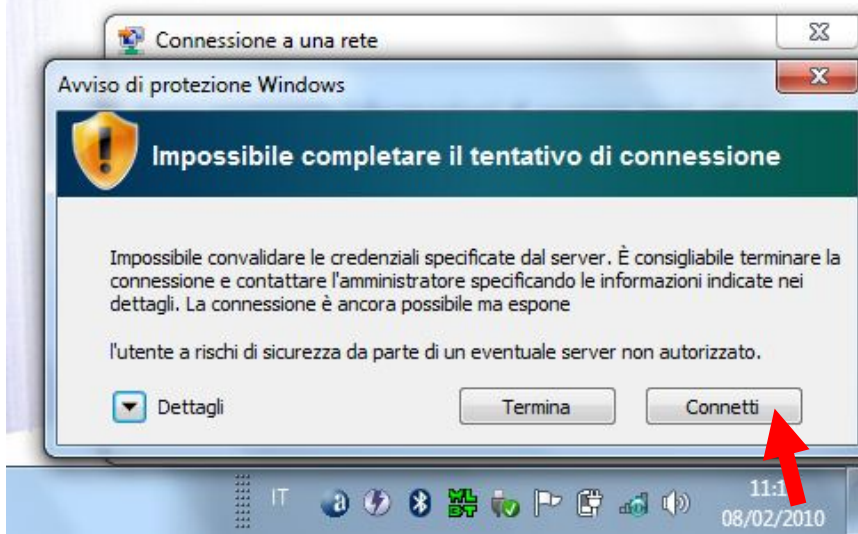 Connessione a una rete
Avviso di protezione Windows
Impossibile completare il tentativo di connessione
Impossibile convalidare le credenziali specificate dal server. È consigliabile terminare la
connessione e contattare l'amministratore specificando le informazioni indicate nei
dettagli. La connessione è ancora possibile ma espone
l'utente a rischi di sicurezza da parte di un eventuale server non autorizzato.
Dettagli
Termina
Connetti
IT
11:1
08/02/2010